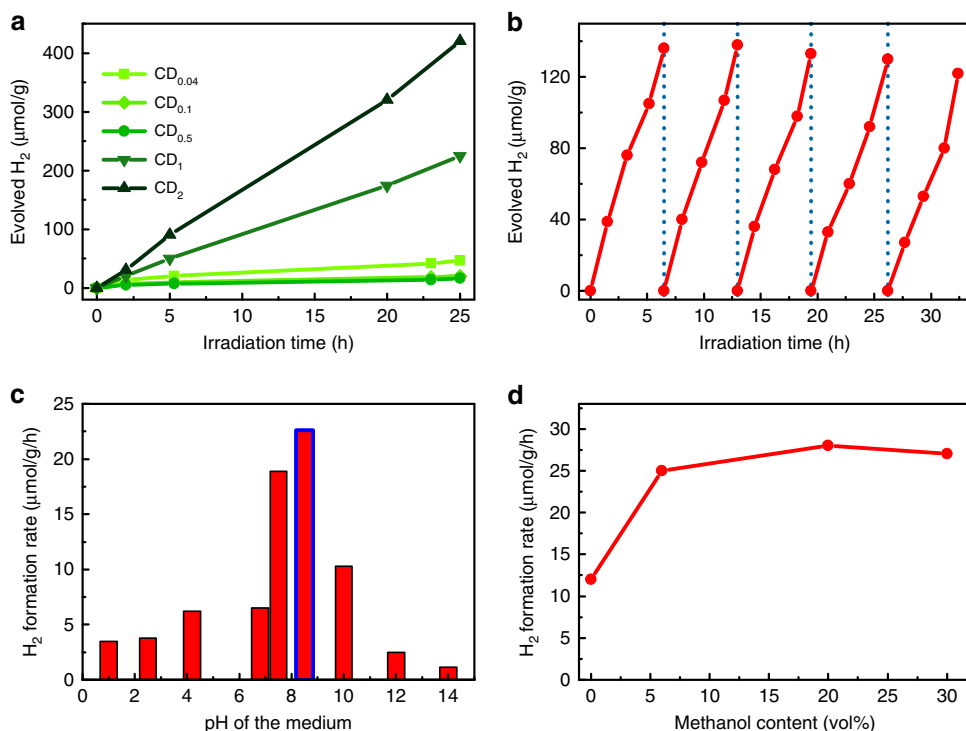 a
Evolved H₂ (μmol/g)
400
300
200
100
0
CD₀.₀₄
CD₀.₁
CD₀.₅
CD₁
CD₂
0 5 10 15 20 25
Irradiation time (h)
b
Evolved H₂ (μmol/g)
120
80
40
0
0 5 10 15 20 25 30
Irradiation time (h)
c
H₂ formation rate (μmol/g/h)
25
20
15
10
5
0
0 2 4 6 8 10 12 14
pH of the medium
d
H₂ formation rate (μmol/g/h)
30
25
20
15
10
5
0
0 5 10 15 20 25 30
Methanol content (vol%)